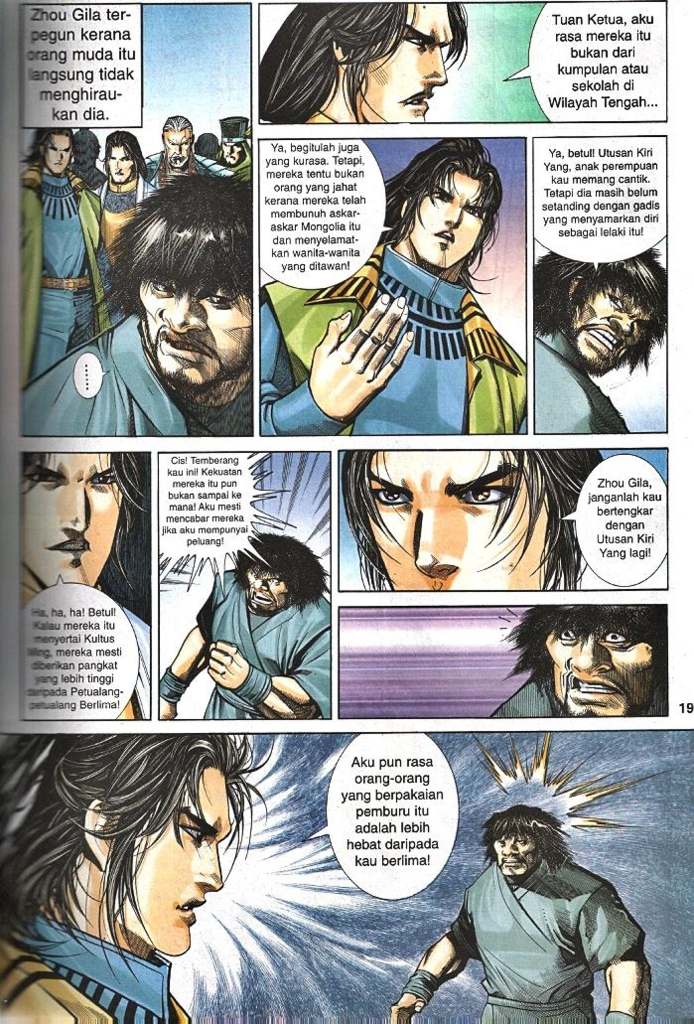 Zhou Gila ter-
pegun kerana
orang muda itu
langsung tidak
menghirau-
kan dia.
Tuan Ketua, aku
rasa mereka itu
bukan dari
kumpulan atau
sekolah di
Wilayah Tengah...
....
Ya, begitulah juga
yang kurasa. Tetapi,
mereka tentu bukan
orang yang jahat
kerana mereka telah
membunuh askar-
askar Mongolia itu
dan menyelamat-
kan wanita-wanita
yang ditawan!
Ya, betul! Utusan Kiri
Yang, anak perempuan
kau memang cantik.
Tetapi dia masih belum
setanding dengan gadis
yang menyamarkan diri
sebagai lelaki itu!
Ha, ha, ha! Betul!
Kalau mereka itu
menyertai Kultus
Ming, mereka mesti
diberikan pangkat
yang lebih tinggi
daripada Petualang-
petualang Berlima!
Cis! Temberang
kau ini! Kekuatan
mereka itu pun
bukan sampai ke
mana! Aku mesti
mencabar mereka
jika aku mempunyai
peluang!
Zhou Gila,
janganlah kau
bertengkar
dengan
Utusan Kiri
Yang lagi!
19
Aku pun rasa
orang-orang
yang berpakaian
pemburu itu
adalah lebih
hebat daripada
kau berlima!